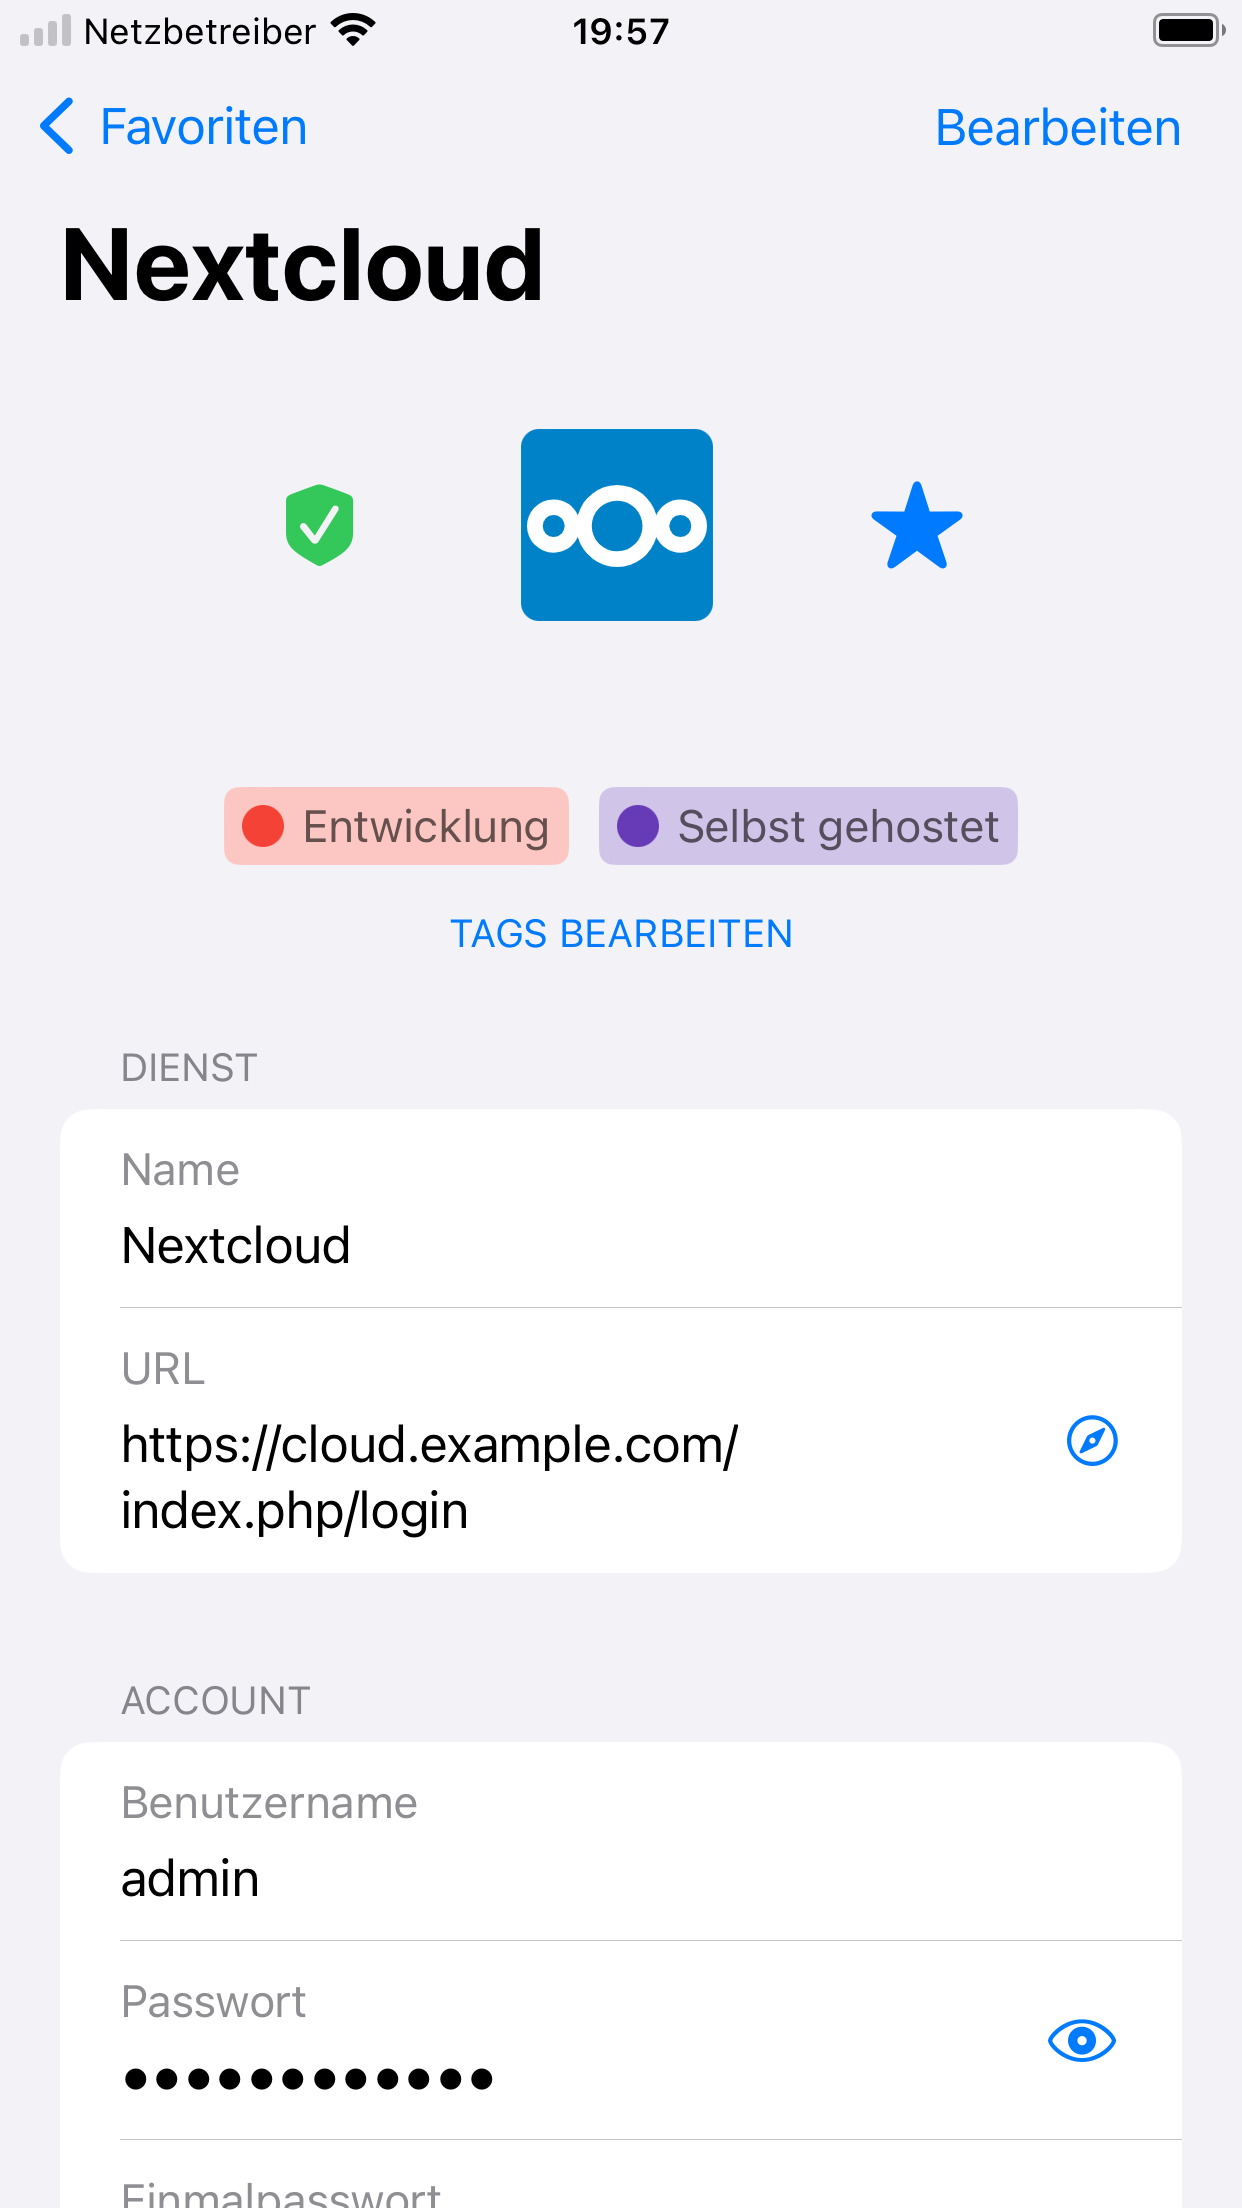 Netzbetreiber 19:57
Favoriten Bearbeiten
Nextcloud
Entwicklung Selbst gehostet
TAGS BEARBEITEN
DIENST
Name
Nextcloud
URL
https://cloud.example.com/
index.php/login
ACCOUNT
Benutzername
admin
Passwort
●●●●●●●●●●●●
Einmalpasswort